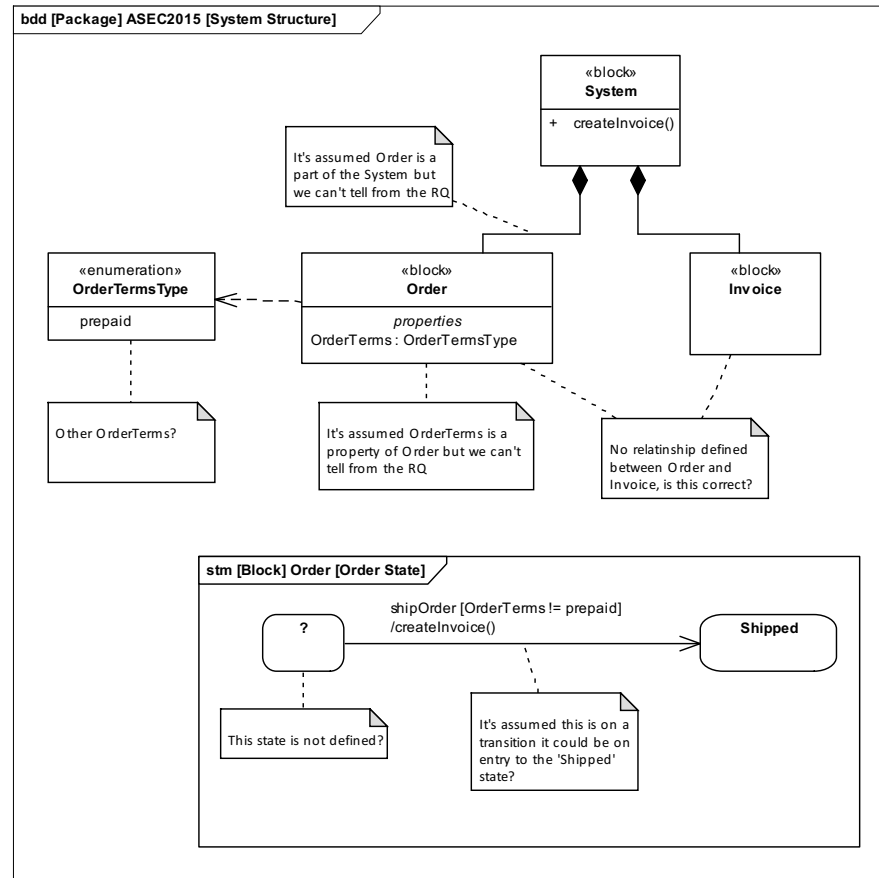 bdd [Package] ASEC2015 [System Structure]
«block»
System
+ createInvoice()
It's assumed Order is a
part of the System but
we can't tell from the RQ
«enumeration»
OrderTermsType
prepaid
«block»
Order
properties
OrderTerms : OrderTermsType
«block»
Invoice
Other OrderTerms?
It's assumed OrderTerms is a
property of Order but we can't
tell from the RQ
No relatinship defined
between Order and
Invoice, is this correct?
stm [Block] Order [Order State]
?
shipOrder [OrderTerms != prepaid]
/createInvoice()
Shipped
This state is not defined?
It's assumed this is on a
transition it could be on
entry to the 'Shipped'
state?